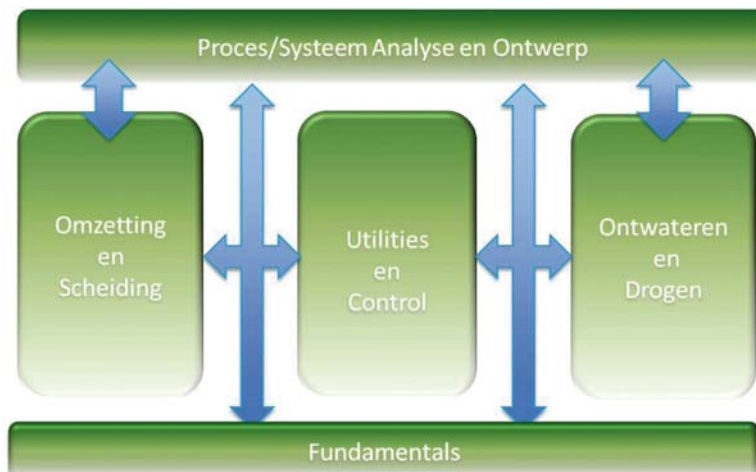 Proces/Systeem Analyse en Ontwerp
Omzetting
en
Scheiding
Utilities
en
Control
Ontwateren
en
Drogen
Fundamentals